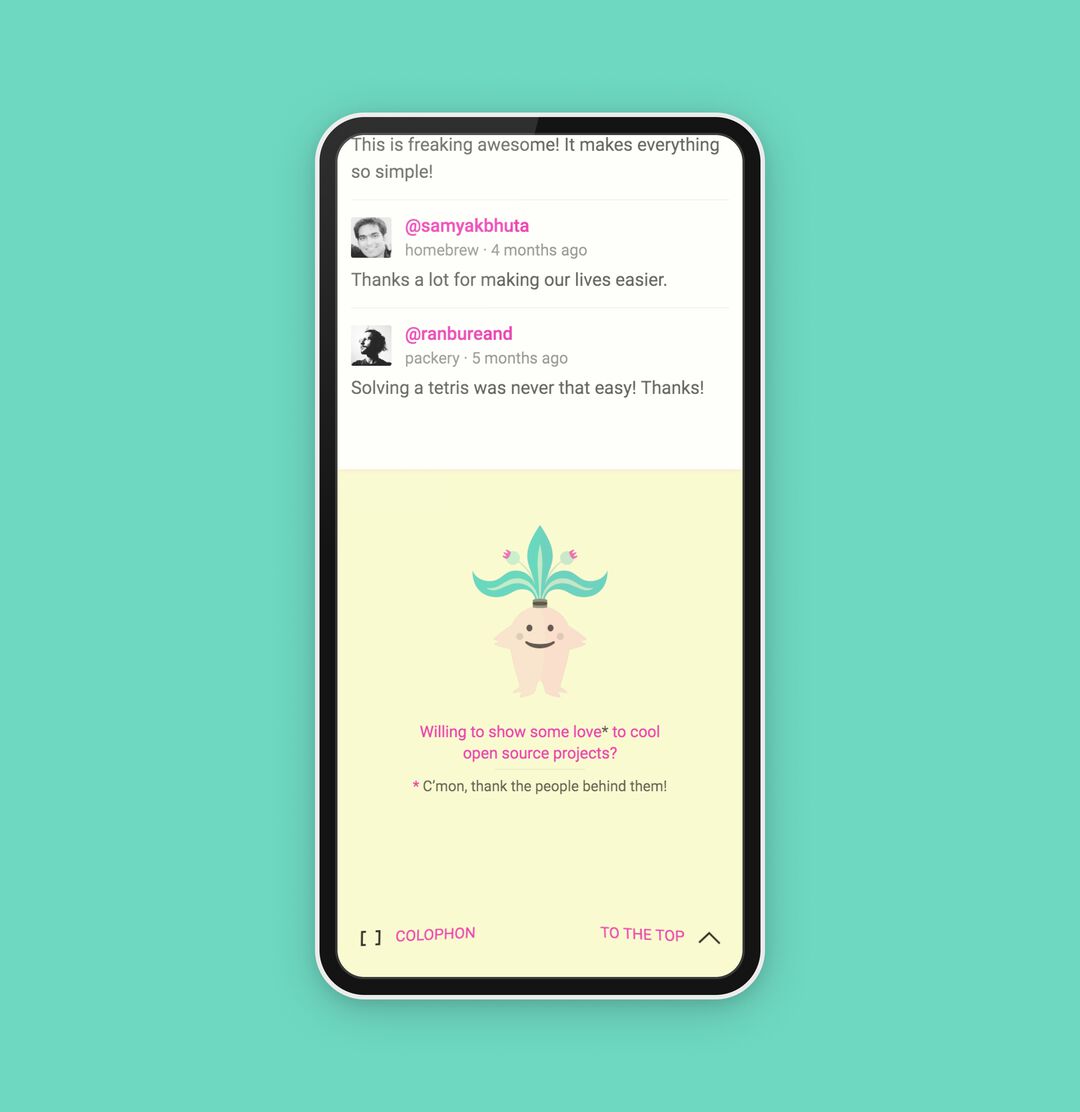 This is freaking awesome! It makes everything
so simple!
@samyakbhuta
homebrew · 4 months ago
Thanks a lot for making our lives easier.
@ranbureand
packery · 5 months ago
Solving a tetris was never that easy! Thanks!
Willing to show some love* to cool
open source projects?
* C’mon, thank the people behind them!
[ ] COLOPHON
TO THE TOP